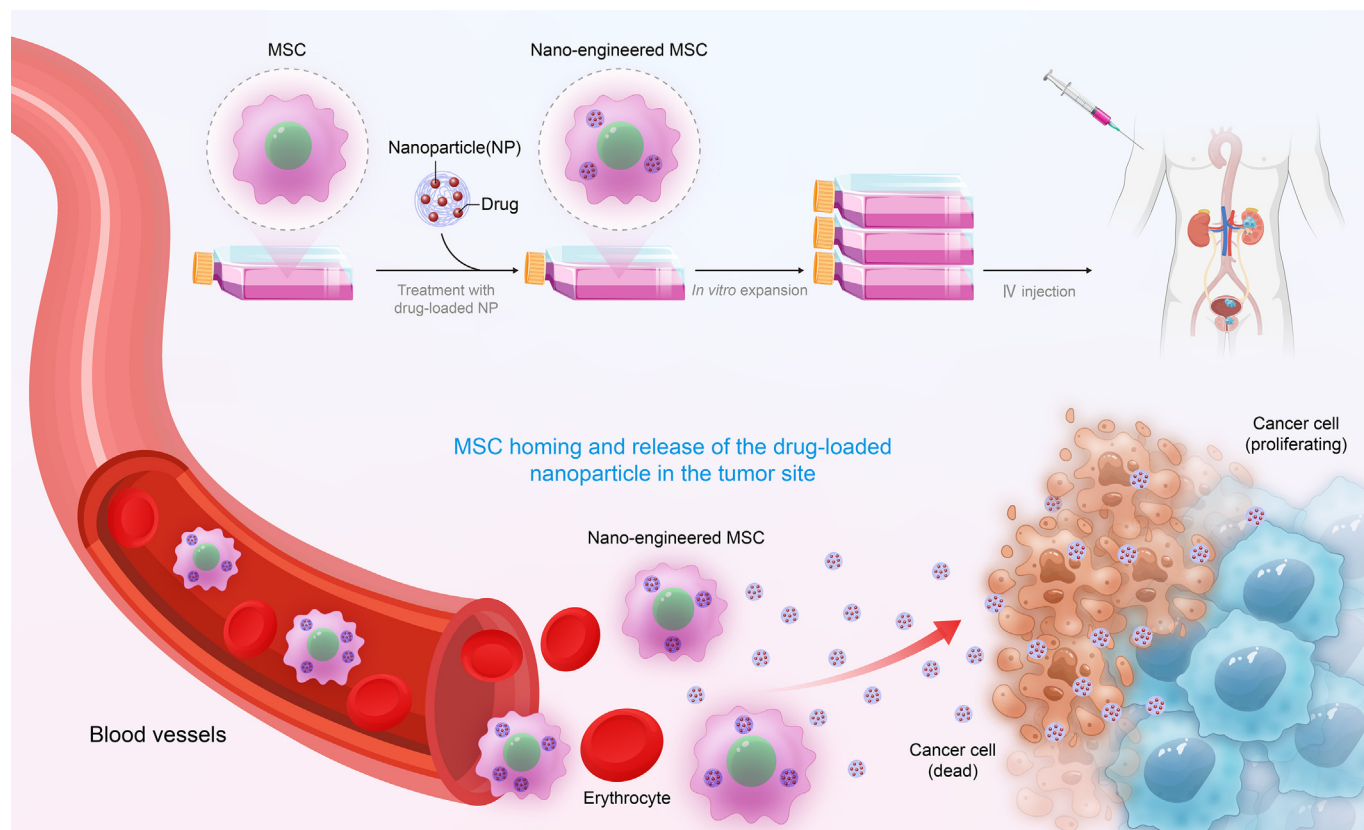 MSC
Nano-engineered MSC
Nanoparticle(NP)
Drug
Treatment with
drug-loaded NP
In vitro expansion
IV injection
MSC homing and release of the drug-loaded
nanoparticle in the tumor site
Cancer cell
(proliferating)
Nano-engineered MSC
Blood vessels
Erythrocyte
Cancer cell
(dead)